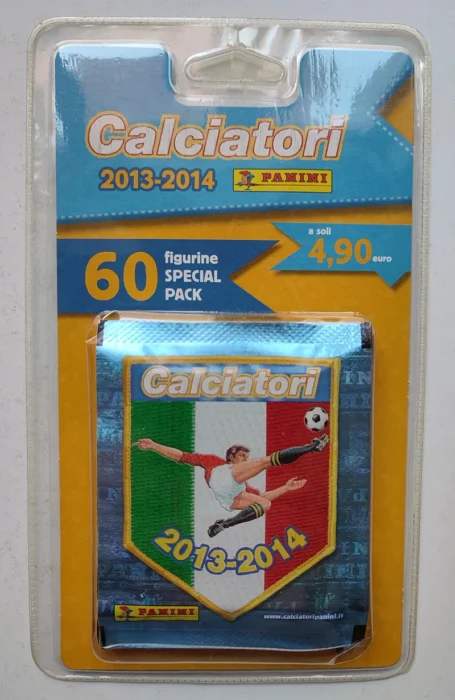 Calciatori
2013-2014 PANINI
a soli
4,90 euro
60 figurine
SPECIAL
PACK
Calciatori
2013-2014
PANINI
www.calciatoripanini.it